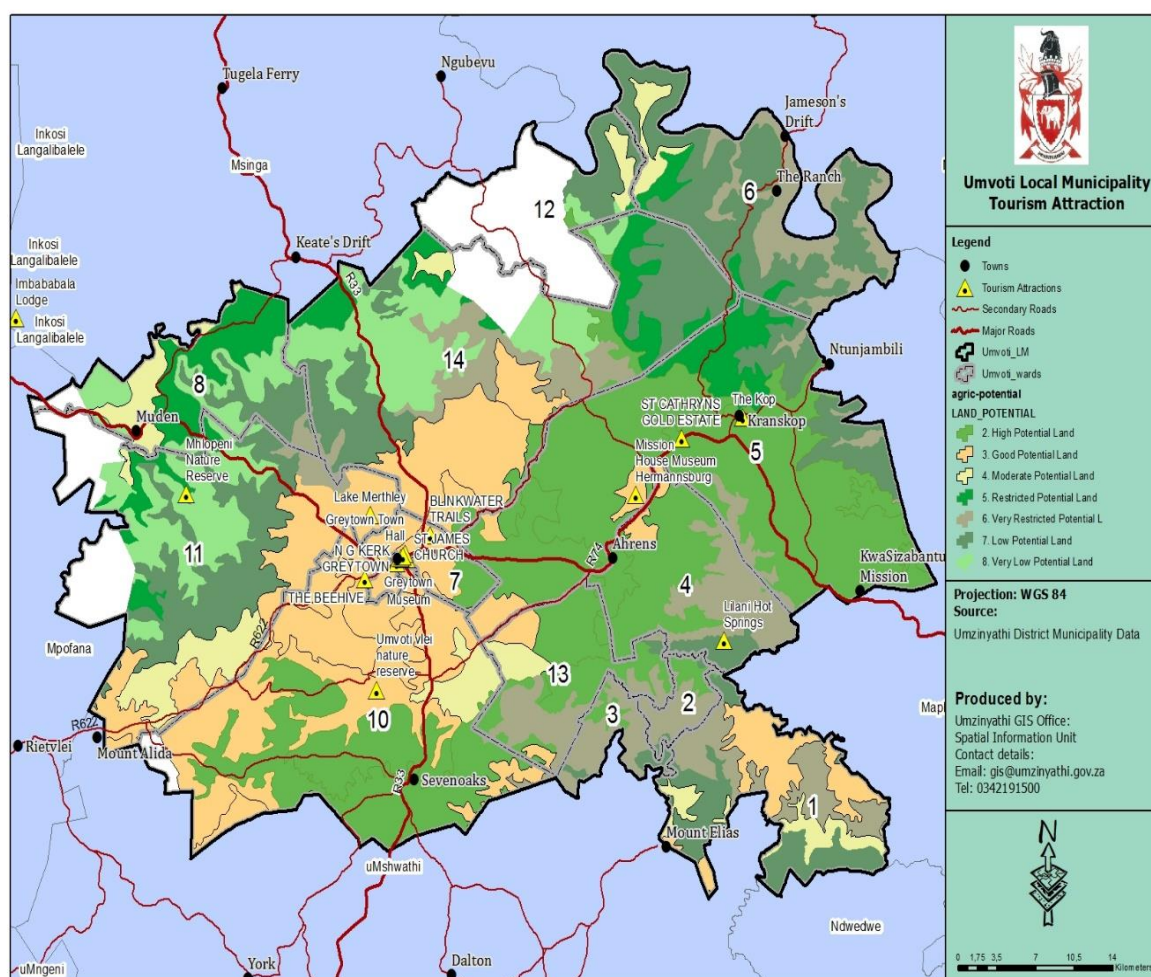 Tugela Ferry
Ngubevu
Jameson's
Drift
Inkosi
Langalibalele
Msinga
The Ranch
6
12
Inkosi
Langalibalele
Imbababala
Lodge
Inkosi
Langalibalele
Keate's Drift
R33
14
8
Ntunjambili
Muden
Mhlopeni
Nature
Reserve
ST CATHRYNS
GOLD ESTATE
The Kop
Kranskop
5
Mission
House Museum
Hermannsburg
Lake Merthley
Greytown Town
Hall
BLINKWATER
TRAILS
ST JAMES
CHURCH
N G KERK
GREYTOWN
THE BEEHIVE
Greytown
Museum
7
11
Ahrens
R74
KwaSizabantu
Mission
4
Lilani Hot
Springs
Mpofana
R622
Umvoti vlei
nature
reserve
13
10
3
2
R622
Rietvlei
Mount Alida
Sevenoaks
R33
1
Mount Elias
uMshwathi
Mapl
Ndwedwe
uMngeni
York
Dalton
Umvoti Local Municipality
Tourism Attraction
Legend
Towns
Tourism Attractions
Secondary Roads
Major Roads
Umvoti_LM
Umvoti_wards
agric-potential
LAND_POTENTIAL
2. High Potential Land
3. Good Potential Land
4. Moderate Potential Land
5. Restricted Potential Land
6. Very Restricted Potential L
7. Low Potential Land
8. Very Low Potential Land
Projection: WGS 84
Source:
Umzinyathi District Municipality Data
Produced by:
Umzinyathi GIS Office:
Spatial Information Unit
Contact details:
Email: gis@umzinyathi.gov.za
Tel: 0342191500
N
0 1,75 3,5 7 10,5 14
Kilometers